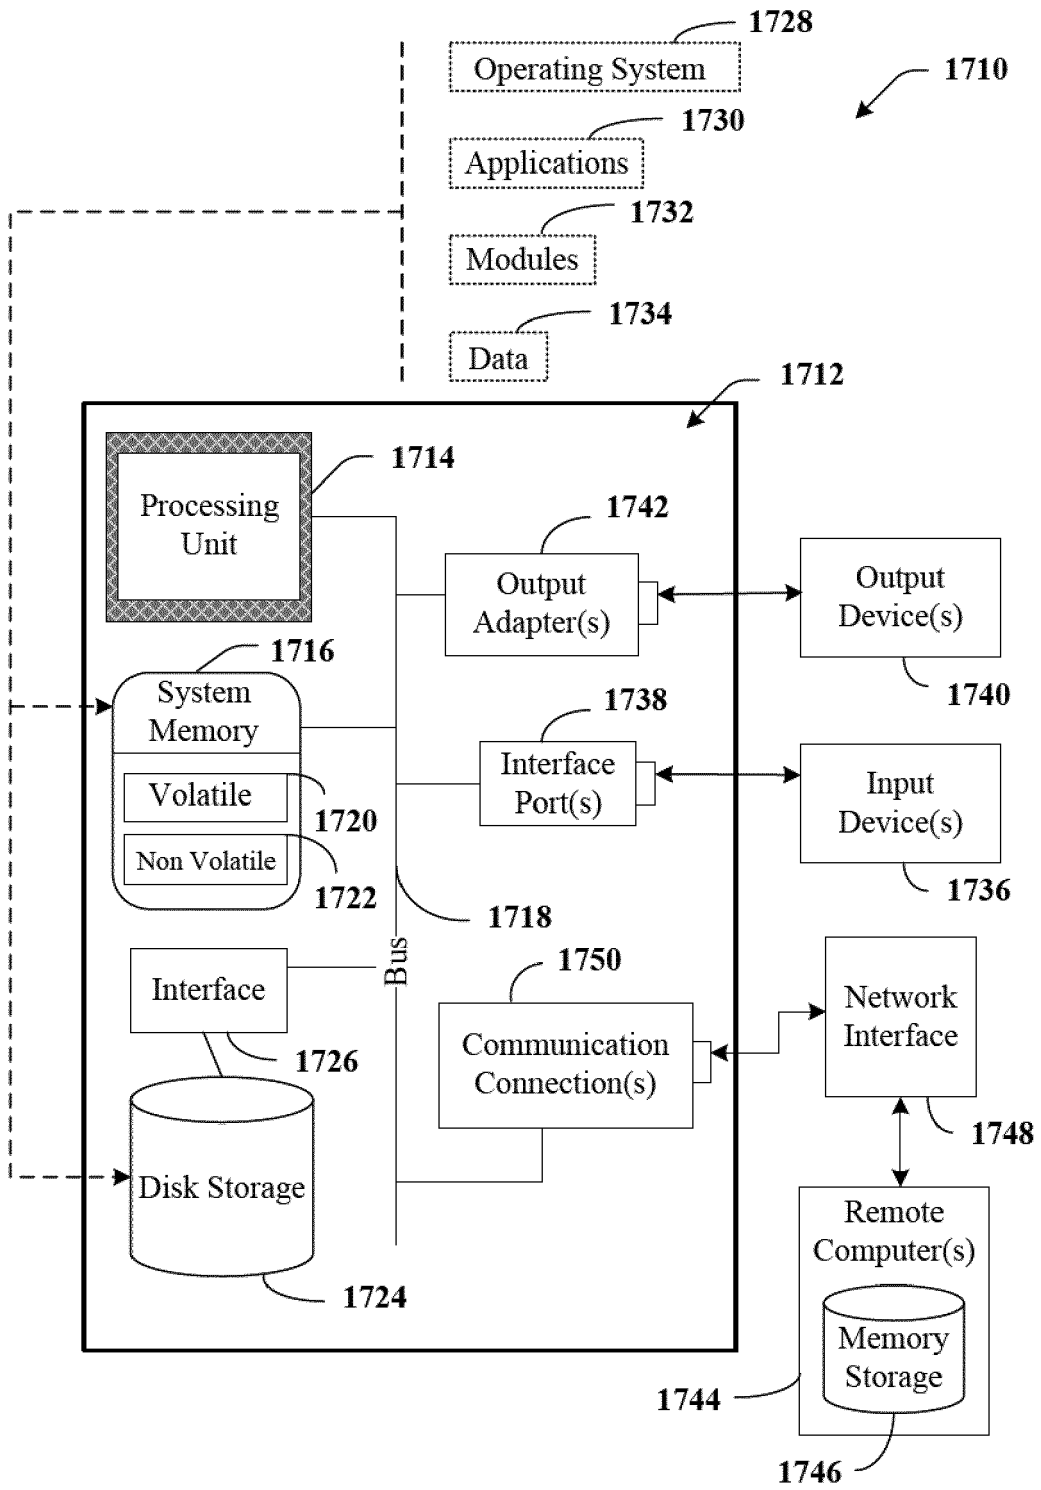 1728
Operating System
1710
1730
Applications
1732
Modules
1734
Data
1712
1714
Processing
Unit
1742
Output
Adapter(s)
Output
Device(s)
1740
1716
System
Memory
Volatile
1720
Non Volatile
1722
1738
Interface
Port(s)
Input
Device(s)
1736
1718
Bus
Interface
1726
1750
Communication
Connection(s)
Network
Interface
1748
Disk Storage
1724
Remote
Computer(s)
Memory
Storage
1744
1746